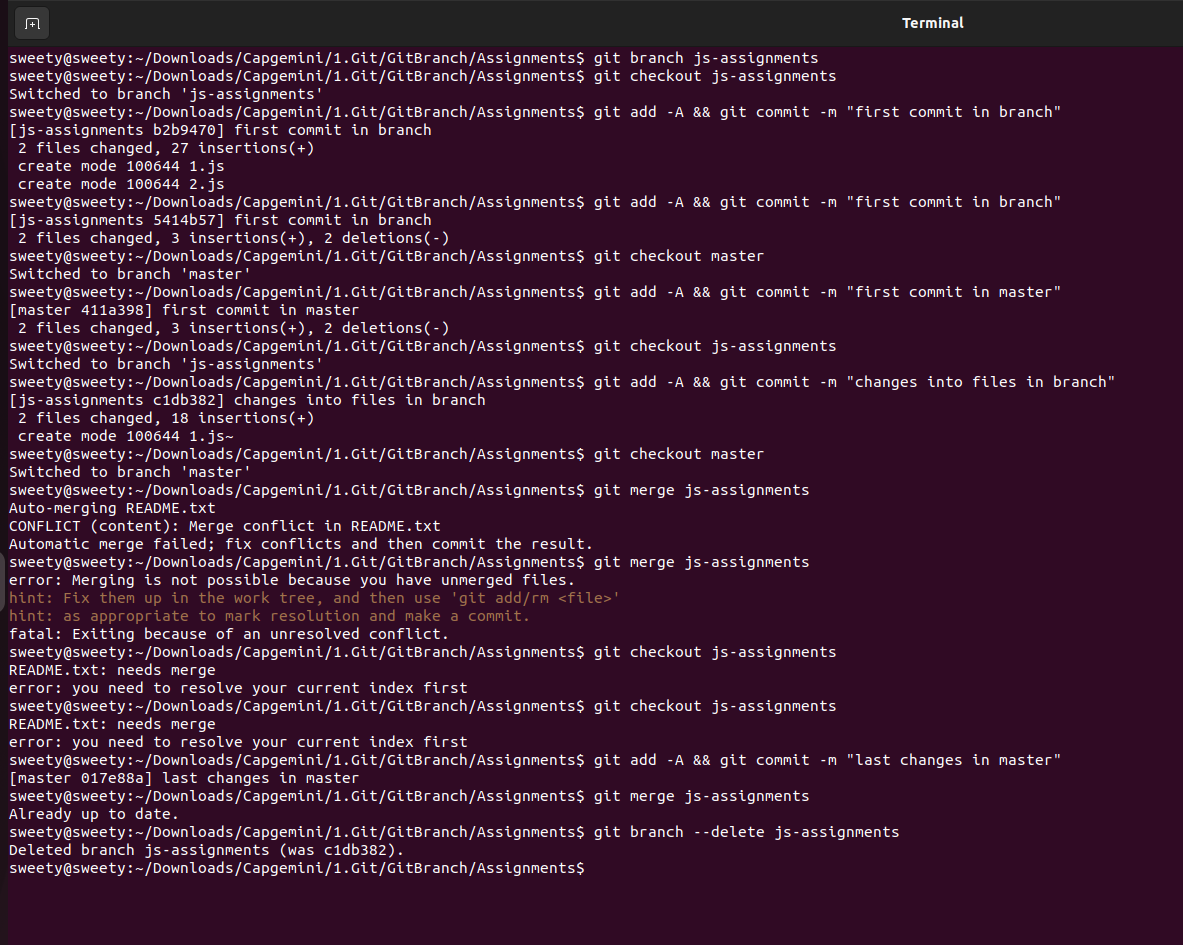 Terminal
sweety@sweety:~/Downloads/Capgemini/1.Git/GitBranch/Assignments$ git branch js-assignments
sweety@sweety:~/Downloads/Capgemini/1.Git/GitBranch/Assignments$ git checkout js-assignments
Switched to branch 'js-assignments'
sweety@sweety:~/Downloads/Capgemini/1.Git/GitBranch/Assignments$ git add -A && git commit -m "first commit in branch"
[js-assignments b2b9470] first commit in branch
 2 files changed, 27 insertions(+)
 create mode 100644 1.js
 create mode 100644 2.js
sweety@sweety:~/Downloads/Capgemini/1.Git/GitBranch/Assignments$ git add -A && git commit -m "first commit in branch"
[js-assignments 5414b57] first commit in branch
 2 files changed, 3 insertions(+), 2 deletions(-)
sweety@sweety:~/Downloads/Capgemini/1.Git/GitBranch/Assignments$ git checkout master
Switched to branch 'master'
sweety@sweety:~/Downloads/Capgemini/1.Git/GitBranch/Assignments$ git add -A && git commit -m "first commit in master"
[master 411a398] first commit in master
 2 files changed, 3 insertions(+), 2 deletions(-)
sweety@sweety:~/Downloads/Capgemini/1.Git/GitBranch/Assignments$ git checkout js-assignments
Switched to branch 'js-assignments'
sweety@sweety:~/Downloads/Capgemini/1.Git/GitBranch/Assignments$ git add -A && git commit -m "changes into files in branch"
[js-assignments c1db382] changes into files in branch
 2 files changed, 18 insertions(+)
 create mode 100644 1.js~
sweety@sweety:~/Downloads/Capgemini/1.Git/GitBranch/Assignments$ git checkout master
Switched to branch 'master'
sweety@sweety:~/Downloads/Capgemini/1.Git/GitBranch/Assignments$ git merge js-assignments
Auto-merging README.txt
CONFLICT (content): Merge conflict in README.txt
Automatic merge failed; fix conflicts and then commit the result.
sweety@sweety:~/Downloads/Capgemini/1.Git/GitBranch/Assignments$ git merge js-assignments
error: Merging is not possible because you have unmerged files.
hint: Fix them up in the work tree, and then use 'git add/rm <file>'
hint: as appropriate to mark resolution and make a commit.
fatal: Exiting because of an unresolved conflict.
sweety@sweety:~/Downloads/Capgemini/1.Git/GitBranch/Assignments$ git checkout js-assignments
README.txt: needs merge
error: you need to resolve your current index first
sweety@sweety:~/Downloads/Capgemini/1.Git/GitBranch/Assignments$ git checkout js-assignments
README.txt: needs merge
error: you need to resolve your current index first
sweety@sweety:~/Downloads/Capgemini/1.Git/GitBranch/Assignments$ git add -A && git commit -m "last changes in master"
[master 017e88a] last changes in master
sweety@sweety:~/Downloads/Capgemini/1.Git/GitBranch/Assignments$ git merge js-assignments
Already up to date.
sweety@sweety:~/Downloads/Capgemini/1.Git/GitBranch/Assignments$ git branch --delete js-assignments
Deleted branch js-assignments (was c1db382).
sweety@sweety:~/Downloads/Capgemini/1.Git/GitBranch/Assignments$